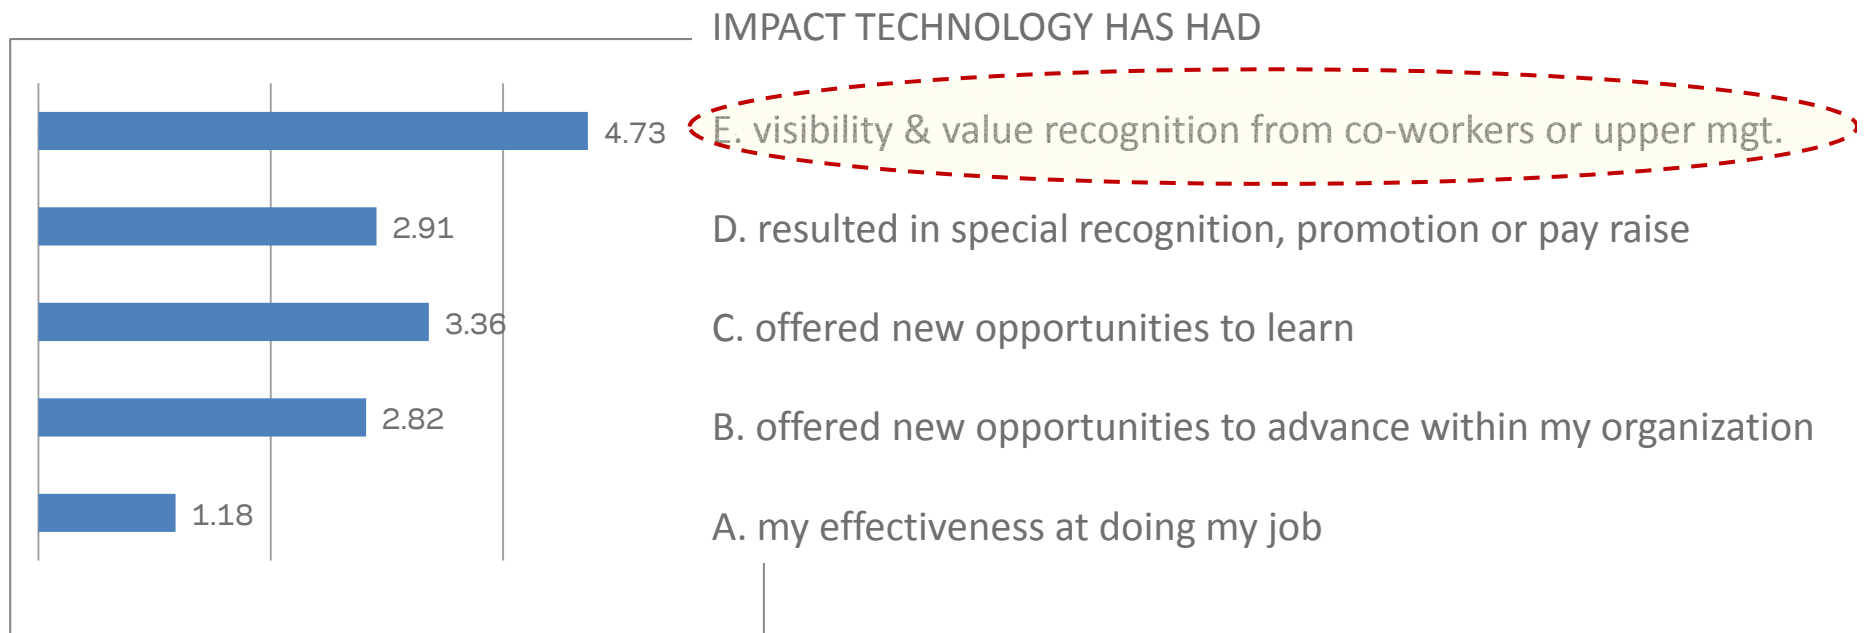 IMPACT TECHNOLOGY HAS HAD
4.73 E. visibility & value recognition from co-workers or upper mgt.
2.91 D. resulted in special recognition, promotion or pay raise
3.36 C. offered new opportunities to learn
2.82 B. offered new opportunities to advance within my organization
1.18 A. my effectiveness at doing my job